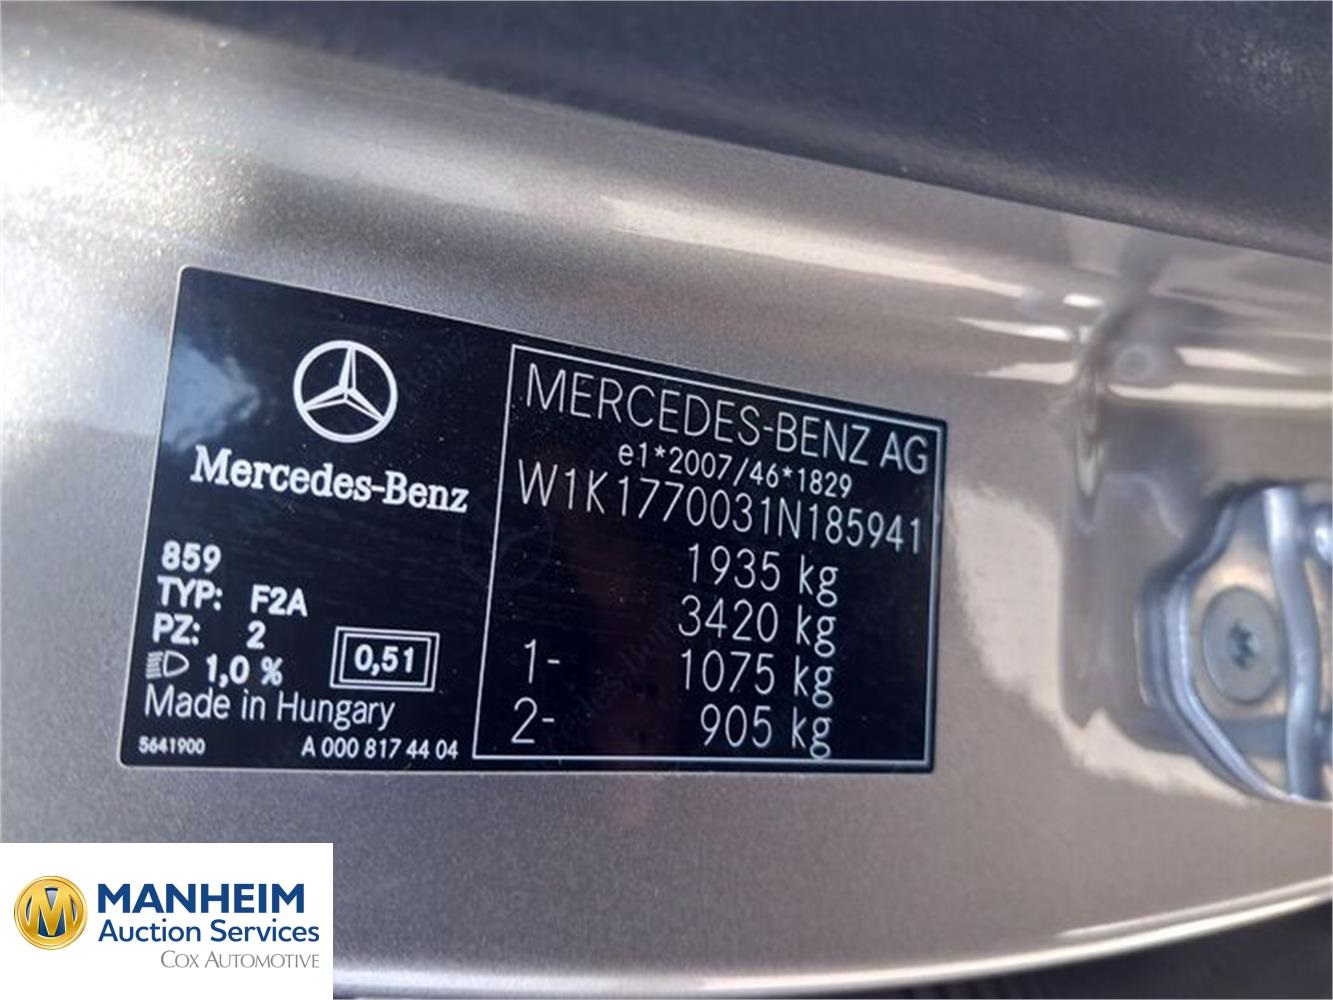 Mercedes-Benz
859
TYP: F2A
PZ: 2
1,0 %
0,51
Made in Hungary
5641900 A 000 817 44 04
MERCEDES-BENZ AG
e1*2007/46*1829
W1K1770031N185941
1935 kg
3420 kg
1- 1075 kg
2- 905 kg
MANHEIM
Auction Services
COX AUTOMOTIVE